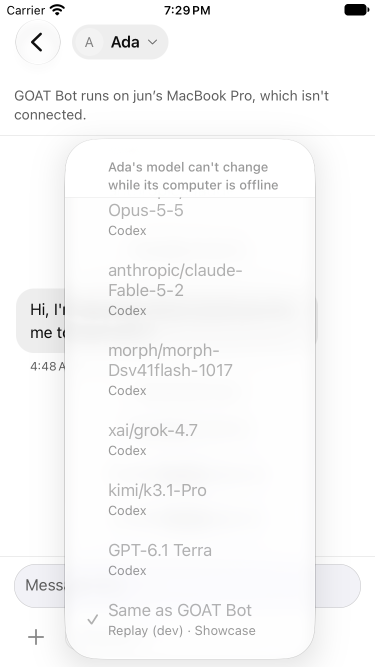 Carrier 7:29 PM
A Ada
GOAT Bot runs on jun's MacBook Pro, which isn't
connected.
Ada's model can't change
while its computer is offline
Opus-5-5
Codex
anthropic/claude-
Fable-5-2
Codex
Hi, I'
me to
morph/morph-
Dsv41flash-1017
Codex
4:48 A
xai/grok-4.7
Codex
kimi/k3.1-Pro
Codex
GPT-6.1 Terra
Codex
Messa
Same as GOAT Bot
Replay (dev) · Showcase